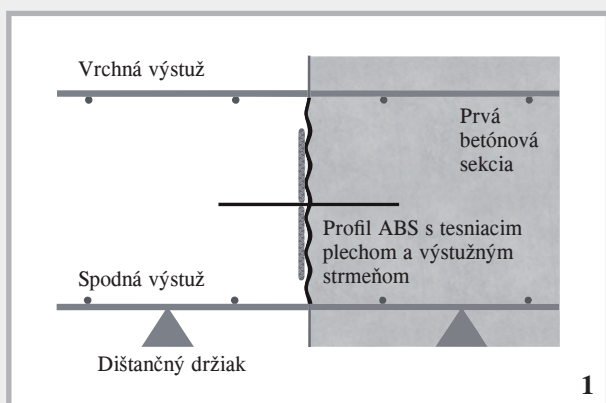 Vrchná výstuž
Prvá
betónová
sekcia
Profil ABS s tesniacim
plechom a výstužným
strmeňom
Spodná výstuž
Dištančný držiak
1